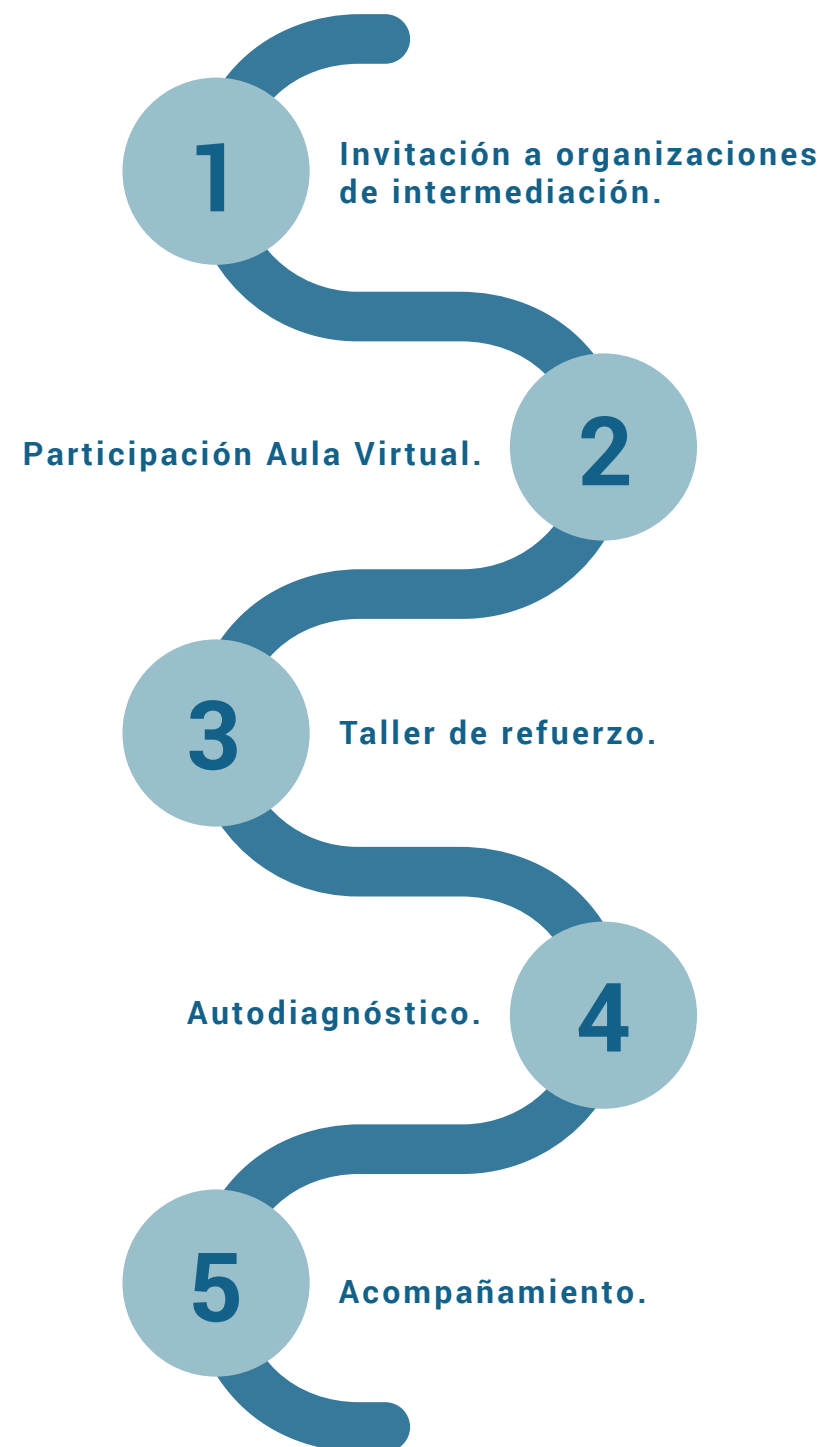 1
Invitación a organizaciones
de intermediación.
Participación Aula Virtual.
2
3
Taller de refuerzo.
Autodiagnóstico.
4
5
Acompañamiento.